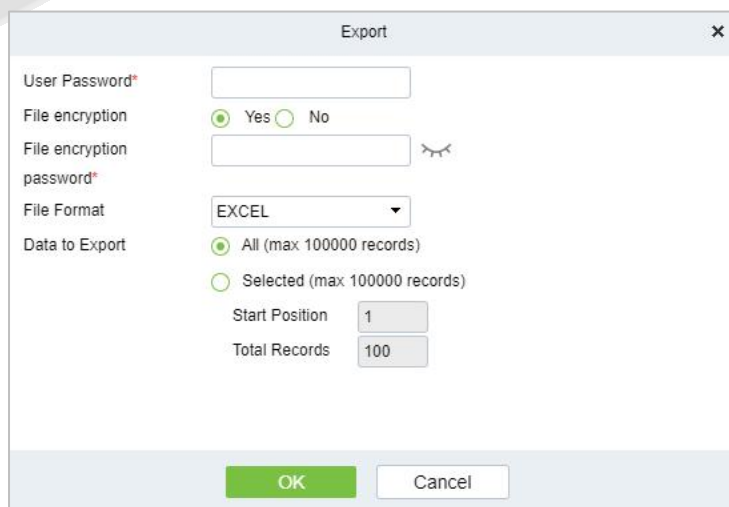 Export
User Password*
File encryption Yes No
File encryption
password*
File Format EXCEL
Data to Export All (max 100000 records)
Selected (max 100000 records)
Start Position 1
Total Records 100
OK Cancel